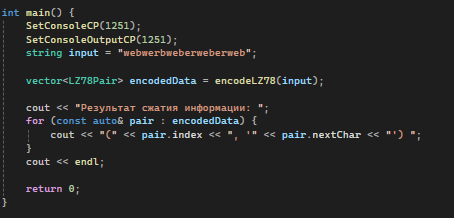 int main() {
SetConsoleCP(1251);
SetConsoleOutputCP(1251);
string input = "webwerbweberweberweb";
vector<LZ78Pair> encodedData = encodeLZ78(input);
cout << "Результат сжатия информации: ";
for (const auto& pair : encodedData) {
cout << "(" << pair.index << ", '" << pair.nextChar << "') ";
}
cout << endl;
return 0;
}